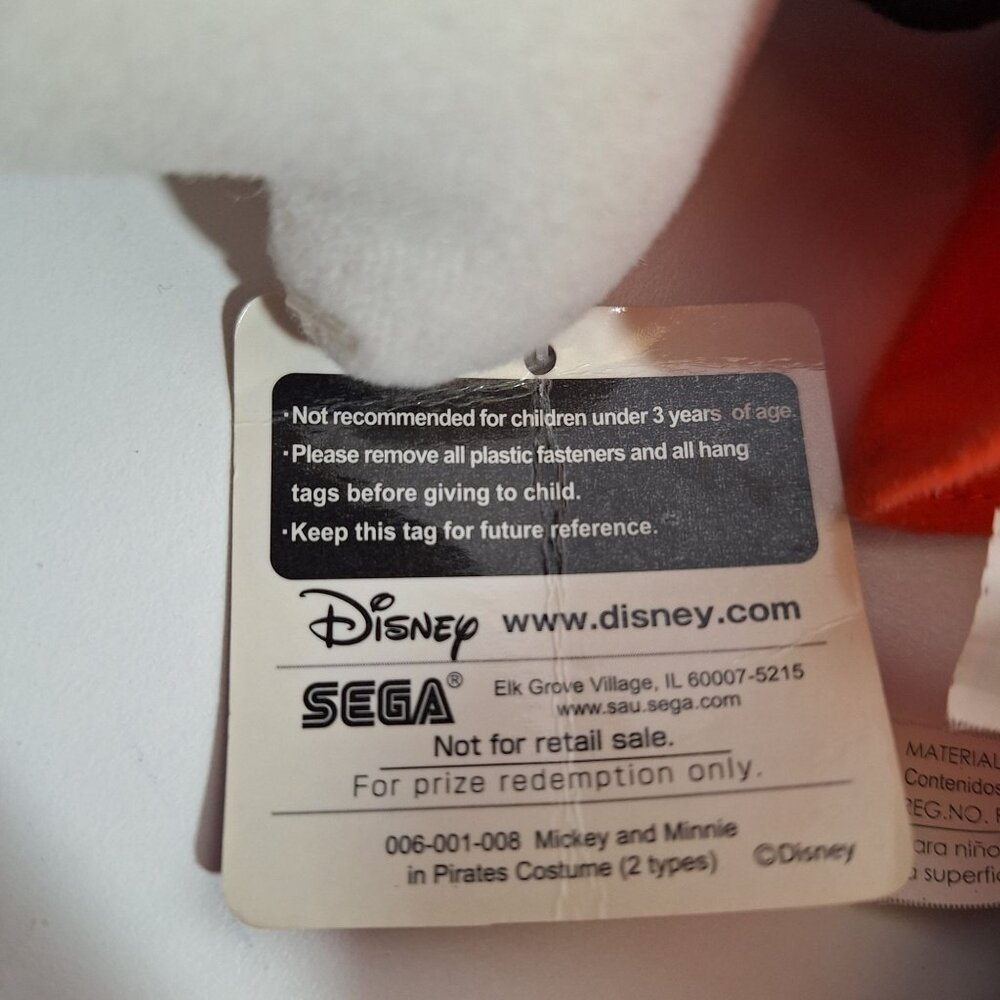 ·Not recommended for children under 3 years of age.
·Please remove all plastic fasteners and all hang
tags before giving to child.
·Keep this tag for future reference.
Disney www.disney.com
SEGA® Elk Grove Village, IL 60007-5215
www.sau.sega.com
Not for retail sale.
For prize redemption only.
006-001-008 Mickey and Minnie
in Pirates Costume (2 types) ©Disney
MATERIAL
Contenidos
REG.NO.
ara niño
a superfi